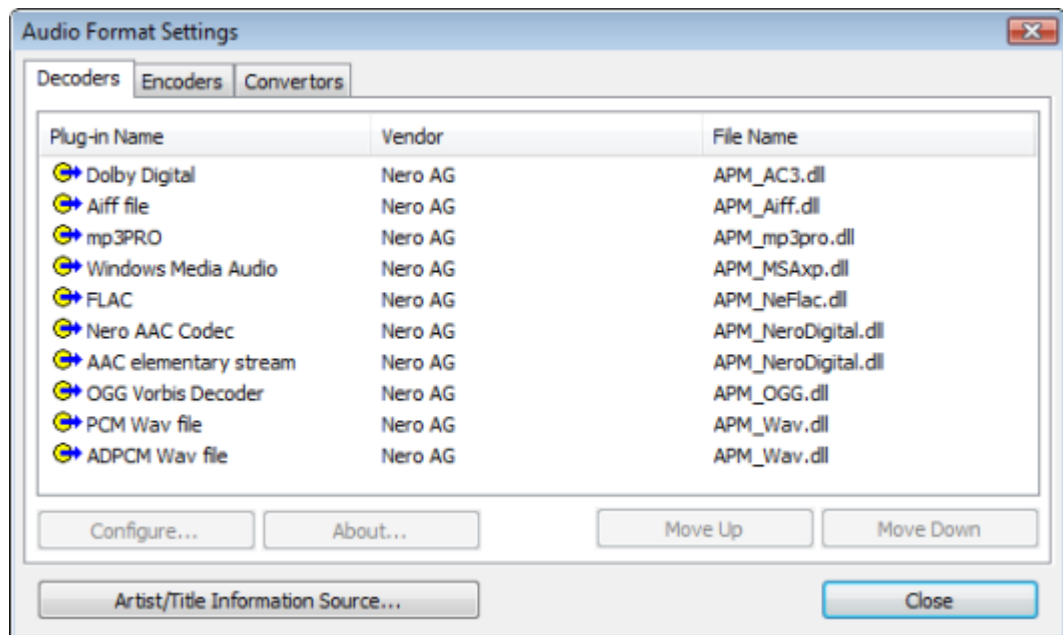 Audio Format Settings
Decoders Encoders Convertors
Plug-in Name Vendor File Name
Dolby Digital Nero AG APM_AC3.dll
Aiff file Nero AG APM_Aiff.dll
mp3PRO Nero AG APM_mp3pro.dll
Windows Media Audio Nero AG APM_MSAxp.dll
FLAC Nero AG APM_NeFlac.dll
Nero AAC Codec Nero AG APM_NeroDigital.dll
AAC elementary stream Nero AG APM_NeroDigital.dll
OGG Vorbis Decoder Nero AG APM_OGG.dll
PCM Wav file Nero AG APM_Wav.dll
ADPCM Wav file Nero AG APM_Wav.dll
Configure... About... Move Up Move Down
Artist/Title Information Source... Close